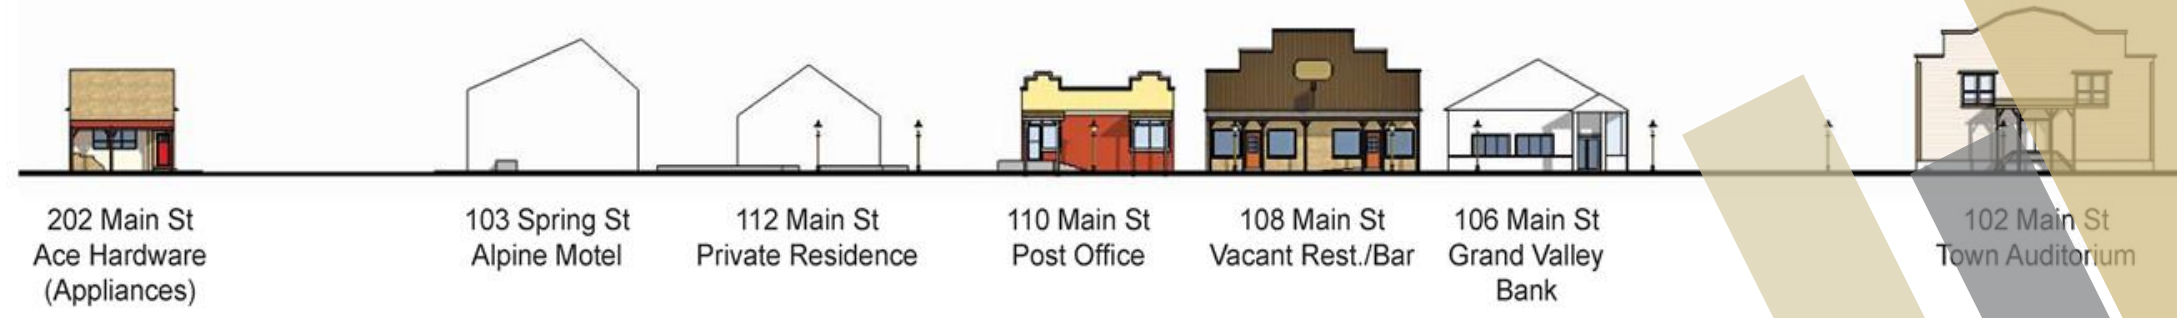 202 Main St
Ace Hardware
(Appliances)
103 Spring St
Alpine Motel
112 Main St
Private Residence
110 Main St
Post Office
108 Main St
Vacant Rest./Bar
106 Main St
Grand Valley
Bank
102 Main St
Town Auditorium